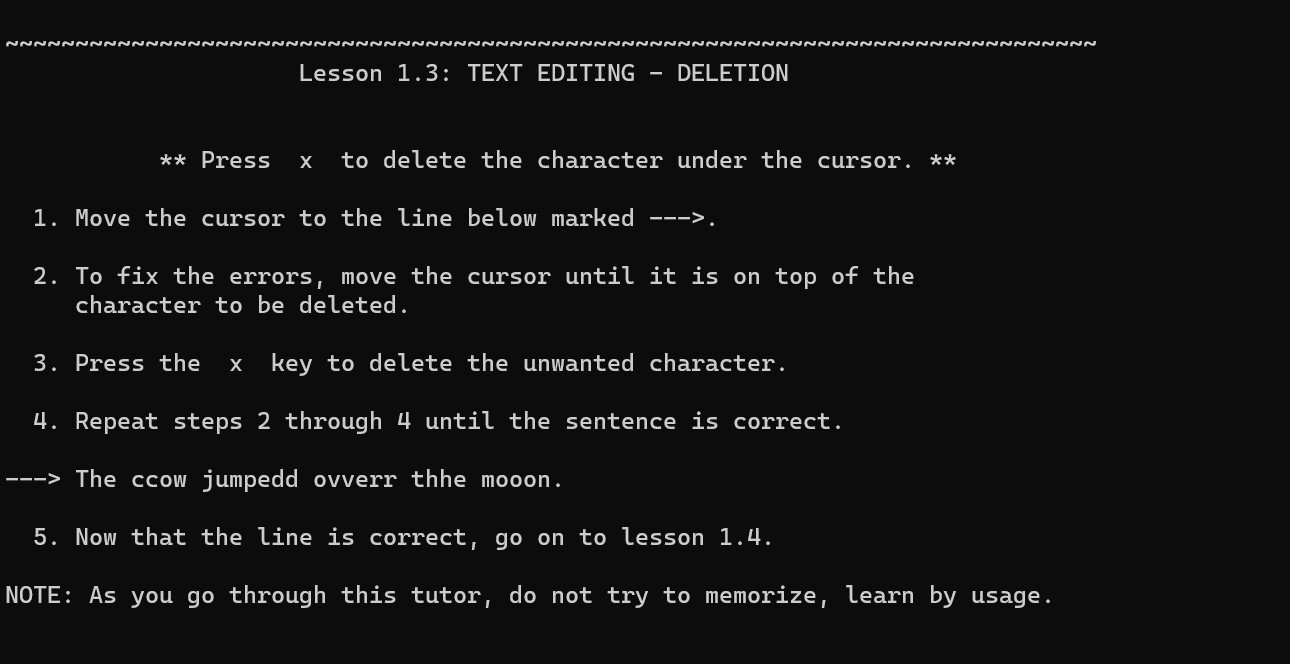 ~~~~~~~~~~~~~~~~~~~~~~~~~~~~~~~~~~~~~~~~~~~~~~~~~~~~~~~~~~~~~~~~~~~~~~~~~~~~~~
Lesson 1.3: TEXT EDITING - DELETION
** Press  x  to delete the character under the cursor. **
1. Move the cursor to the line below marked --->.
2. To fix the errors, move the cursor until it is on top of the
character to be deleted.
3. Press the  x  key to delete the unwanted character.
4. Repeat steps 2 through 4 until the sentence is correct.
---> The ccow jumpedd ovverr thhe mooon.
5. Now that the line is correct, go on to lesson 1.4.
NOTE: As you go through this tutor, do not try to memorize, learn by usage.